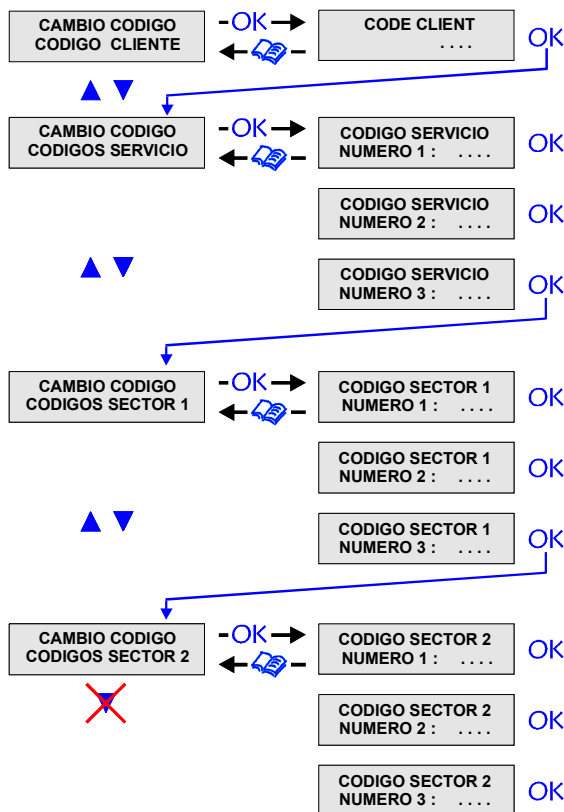 CAMBIO CODIGO
CODIGO CLIENTE
OK
CODE CLIENT
. . . .
OK
CAMBIO CODIGO
CODIGOS SERVICIO
OK
CODIGO SERVICIO
NUMERO 1 : . . . .
OK
CODIGO SERVICIO
NUMERO 2 : . . . .
OK
CODIGO SERVICIO
NUMERO 3 : . . . .
OK
CAMBIO CODIGO
CODIGOS SECTOR 1
OK
CODIGO SECTOR 1
NUMERO 1 : . . . .
OK
CODIGO SECTOR 1
NUMERO 2 : . . . .
OK
CODIGO SECTOR 1
NUMERO 3 : . . . .
OK
CAMBIO CODIGO
CODIGOS SECTOR 2
OK
CODIGO SECTOR 2
NUMERO 1 : . . . .
OK
CODIGO SECTOR 2
NUMERO 2 : . . . .
OK
CODIGO SECTOR 2
NUMERO 3 : . . . .
OK